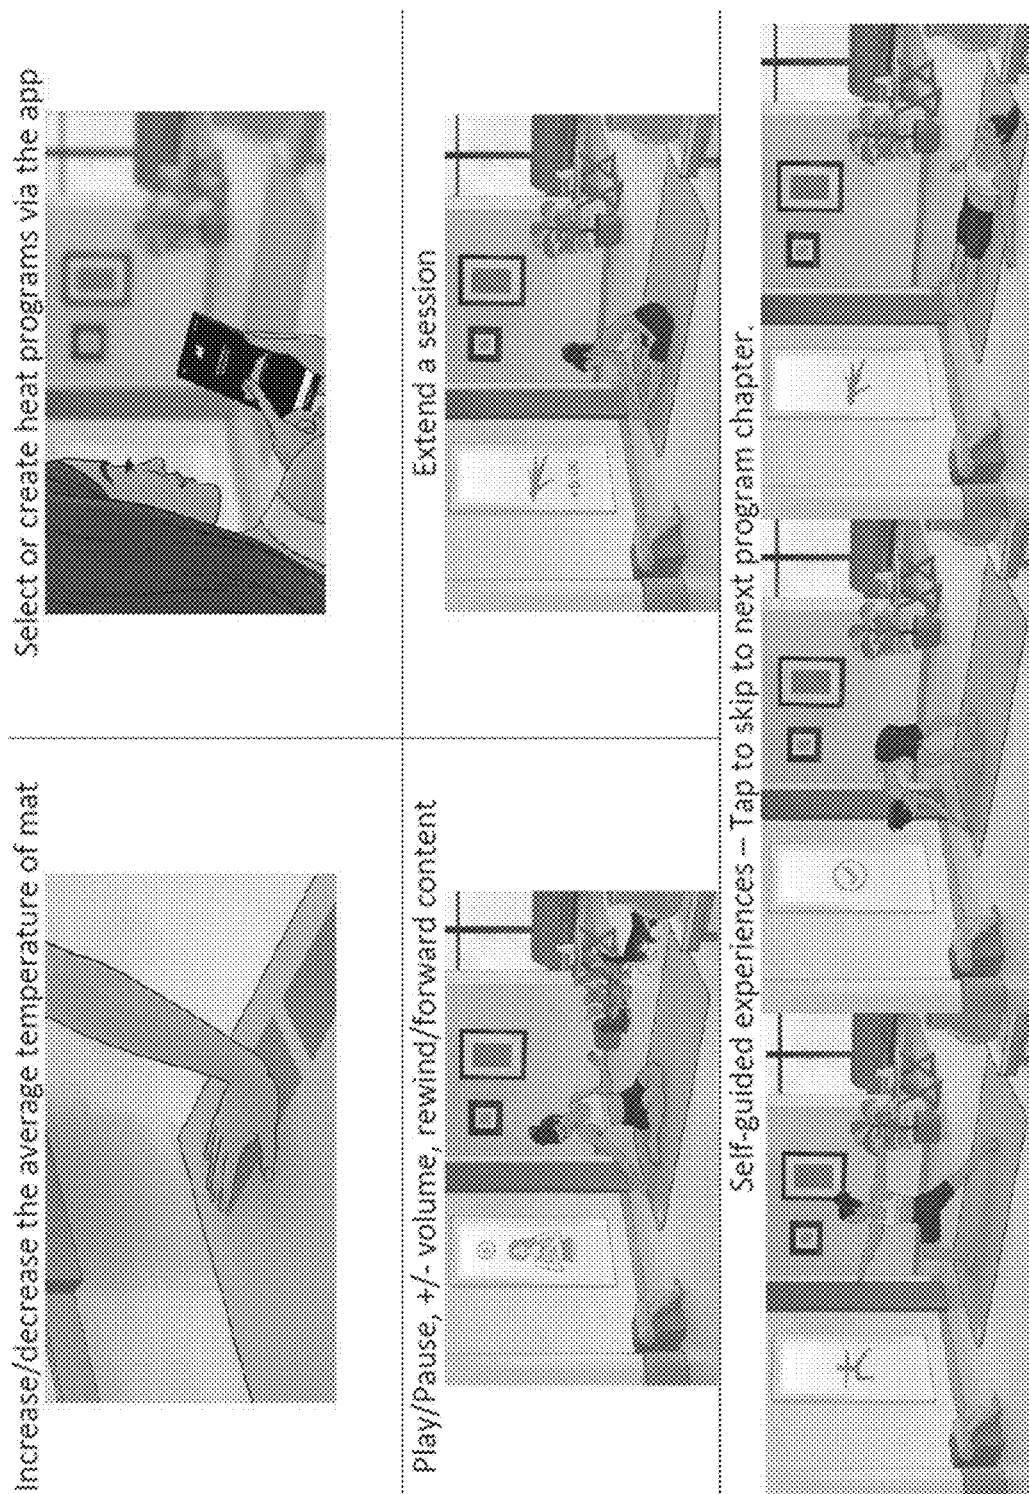 Increase/decrease the average temperature of mat
Select or create heat programs via the app
Play/Pause, +/- volume, rewind/forward content
Extend a session
Self-guided experiences – Tap to skip to next program chapter.